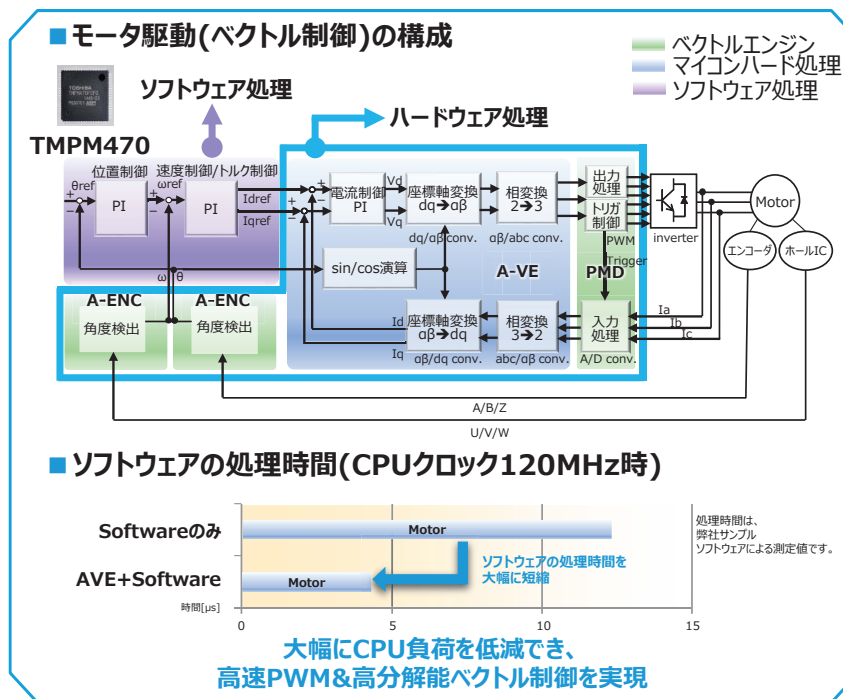 ■モータ駆動(ベクトル制御)の構成
ベクトルエンジン
マイコンハード処理
ソフトウェア処理
ソフトウェア処理
ハードウェア処理
TOSHIBA
TMPM470
位置制御
速度制御/トルク制御
θref
ωref
PI
PI
Idref
Iqref
+
−
+
−
+
−
+
−
電流制御
PI
Vd
Vq
座標軸変換
dq➔αβ
dq/αβ conv.
相変換
2➔3
αβ/abc conv.
出力
処理
トリガ
制御
PWM
Trigger
PMD
inverter
Motor
エンコーダ
ホールIC
sin/cos演算
A-VE
ω
θ
A-ENC
角度検出
A-ENC
角度検出
Id
Iq
座標軸変換
αβ➔dq
αβ/dq conv.
相変換
3➔2
abc/αβ conv.
入力
処理
A/D conv.
Ia
Ib
Ic
A/B/Z
U/V/W
■ソフトウェアの処理時間(CPUクロック120MHz時)
Softwareのみ
Motor
処理時間は、
弊社サンプル
ソフトウェアによる測定値です。
ソフトウェアの処理時間を
大幅に短縮
AVE+Software
Motor
時間[μs]
0
5
10
15
大幅にCPU負荷を低減でき、
高速PWM&高分解能ベクトル制御を実現